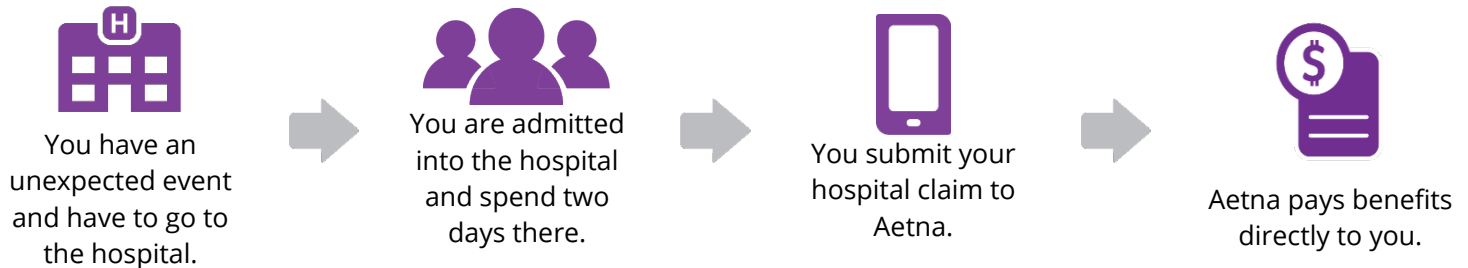 H
You have an
unexpected event
and have to go to
the hospital.
You are admitted
into the hospital
and spend two
days there.
You submit your
hospital claim to
Aetna.
$
Aetna pays benefits
directly to you.